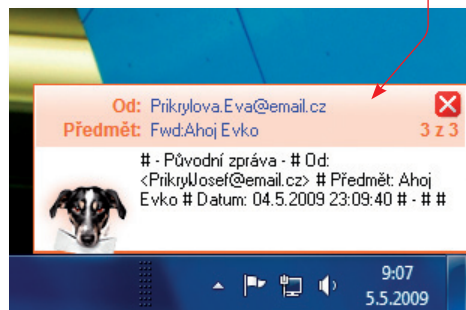 Od: Prikrylova.Eva@email.cz
Předmět: Fwd:Ahoj Evko 3 z 3
# - Původní zpráva - # Od:
<PrikrylJosef@email.cz> # Předmět: Ahoj
Evko # Datum: 04.5.2009 23:09:40 # - # #
9:07
5.5.2009